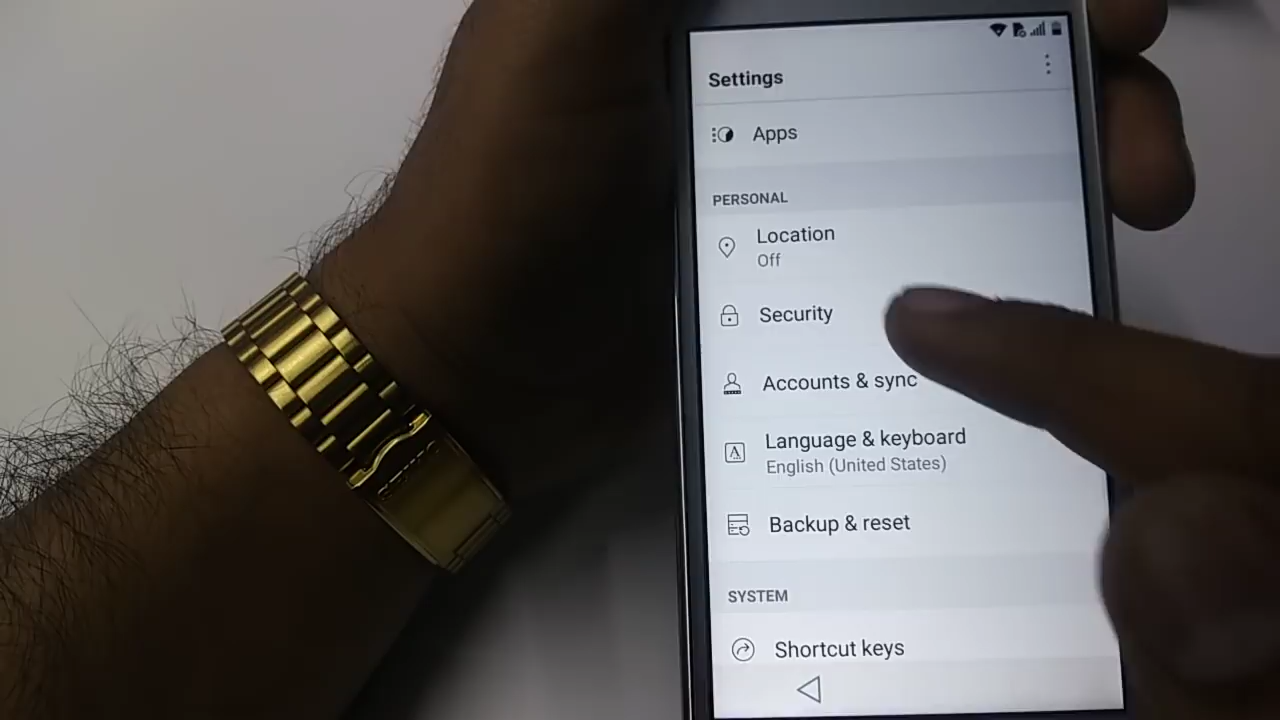 Settings
Apps
PERSONAL
Location
Off
Security
Accounts & sync
Language & keyboard
English (United States)
Backup & reset
SYSTEM
Shortcut keys